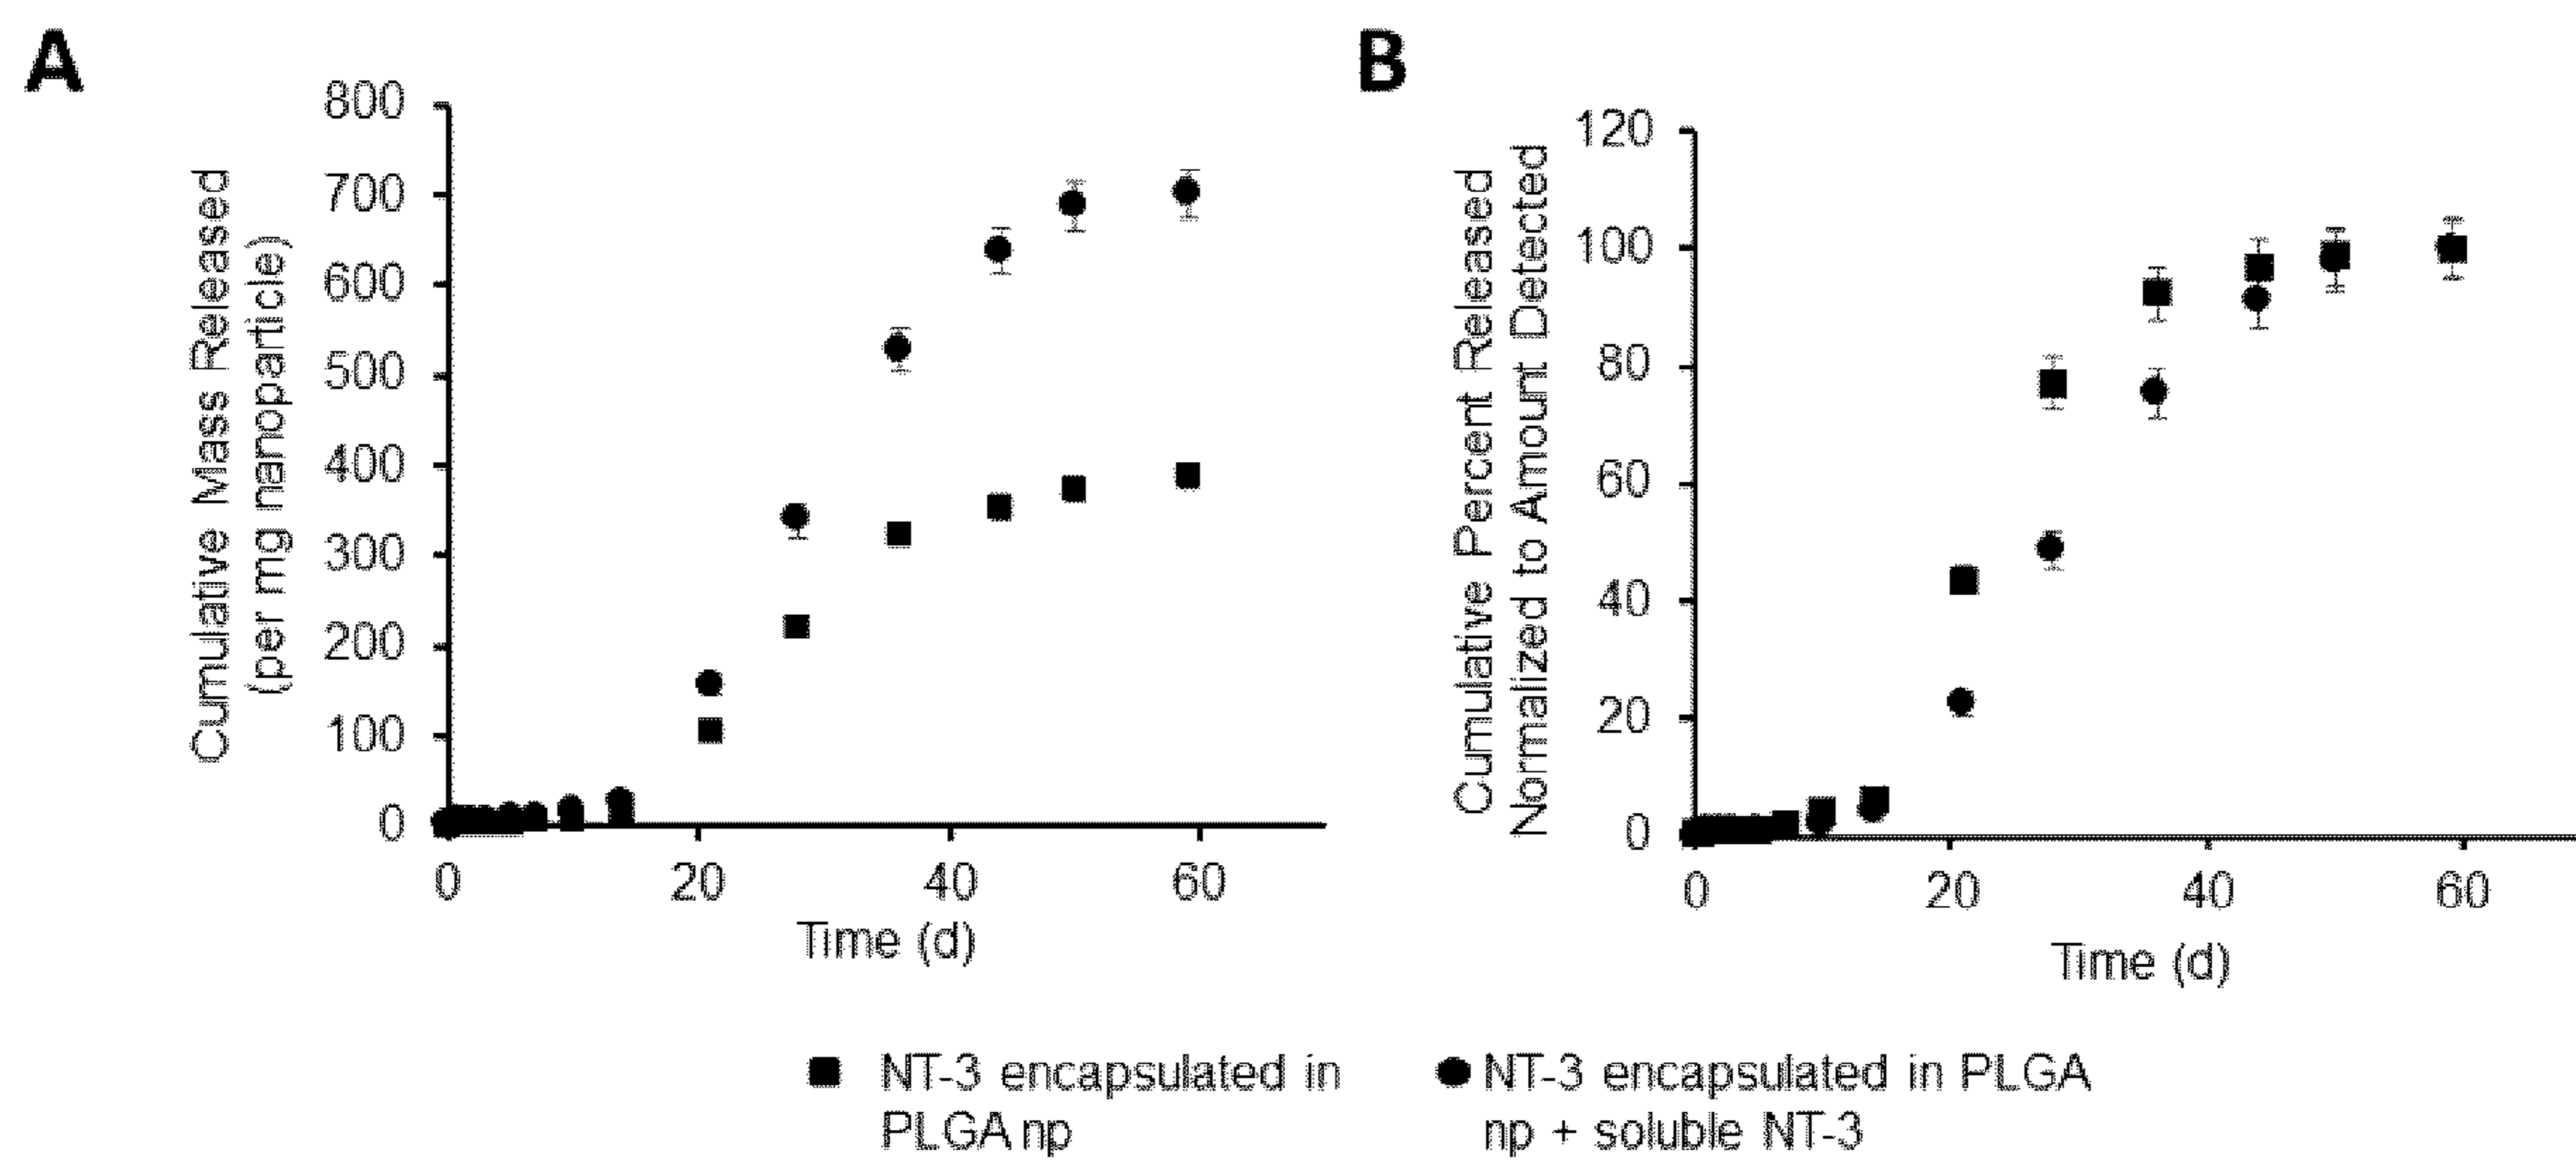 A
800
700
600
500
400
300
200
100
0
Cumulative Mass Released
(per mg nanoparticle)
0 20 40 60
Time (d)
B
120
100
80
60
40
20
0
Cumulative Percent Released
Normalized to Amount Detected
0 20 40 60
Time (d)
NT-3 encapsulated in
PLGA np
NT-3 encapsulated in PLGA
np + soluble NT-3